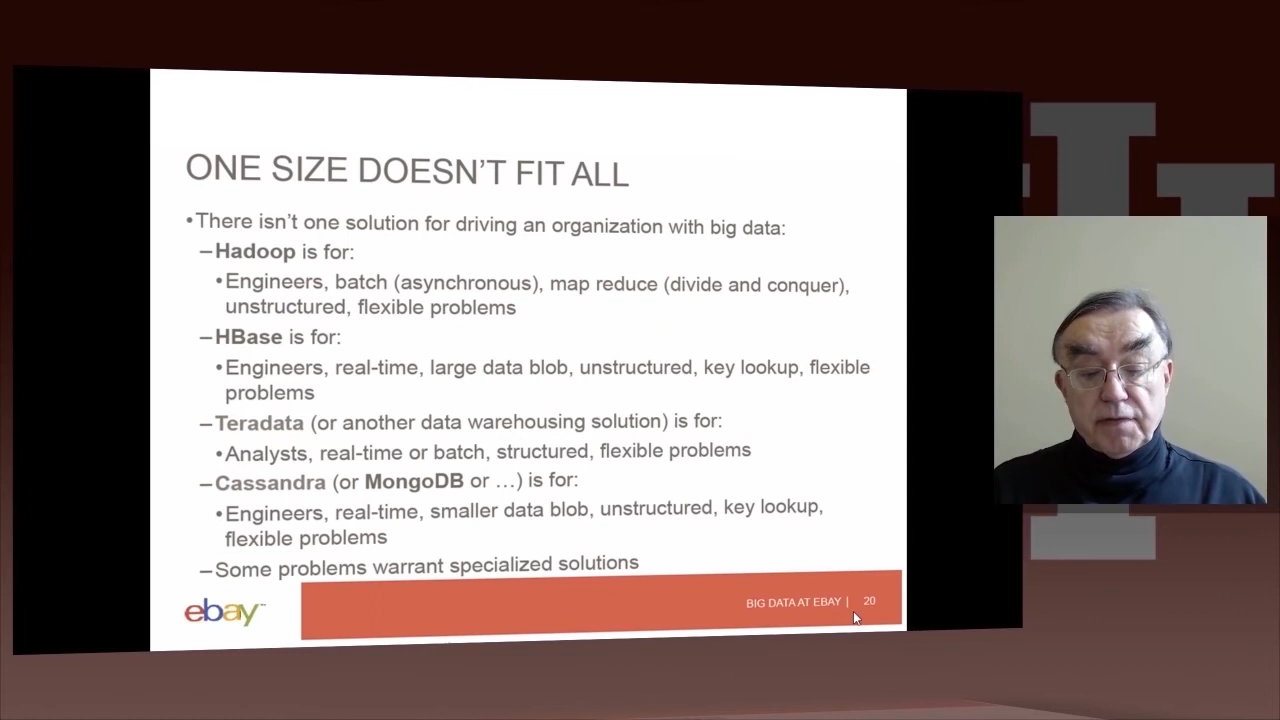 ONE SIZE DOESN'T FIT ALL
•There isn't one solution for driving an organization with big data:
–Hadoop is for:
•Engineers, batch (asynchronous), map reduce (divide and conquer),
unstructured, flexible problems
–HBase is for:
•Engineers, real-time, large data blob, unstructured, key lookup, flexible
problems
–Teradata (or another data warehousing solution) is for:
•Analysts, real-time or batch, structured, flexible problems
–Cassandra (or MongoDB or …) is for:
•Engineers, real-time, smaller data blob, unstructured, key lookup,
flexible problems
–Some problems warrant specialized solutions
ebay™
BIG DATA AT EBAY | 20